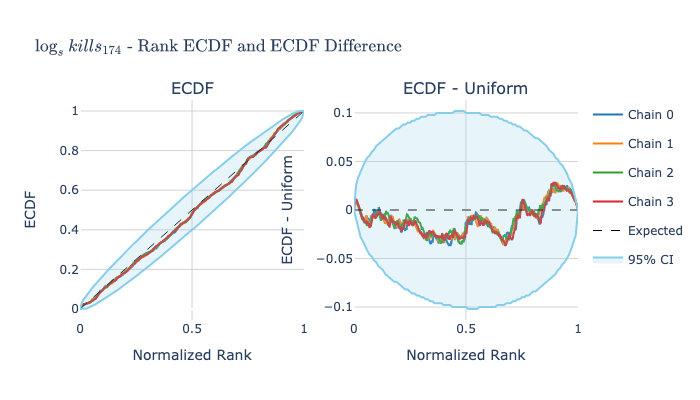 log_s kills_174 - Rank ECDF and ECDF Difference
ECDF
ECDF - Uniform
ECDF
1
0.8
0.6
0.4
0.2
0
0
0.5
1
Normalized Rank
ECDF - Uniform
0.1
0.05
0
−0.05
−0.1
0
0.5
1
Normalized Rank
Chain 0
Chain 1
Chain 2
Chain 3
Expected
95% CI